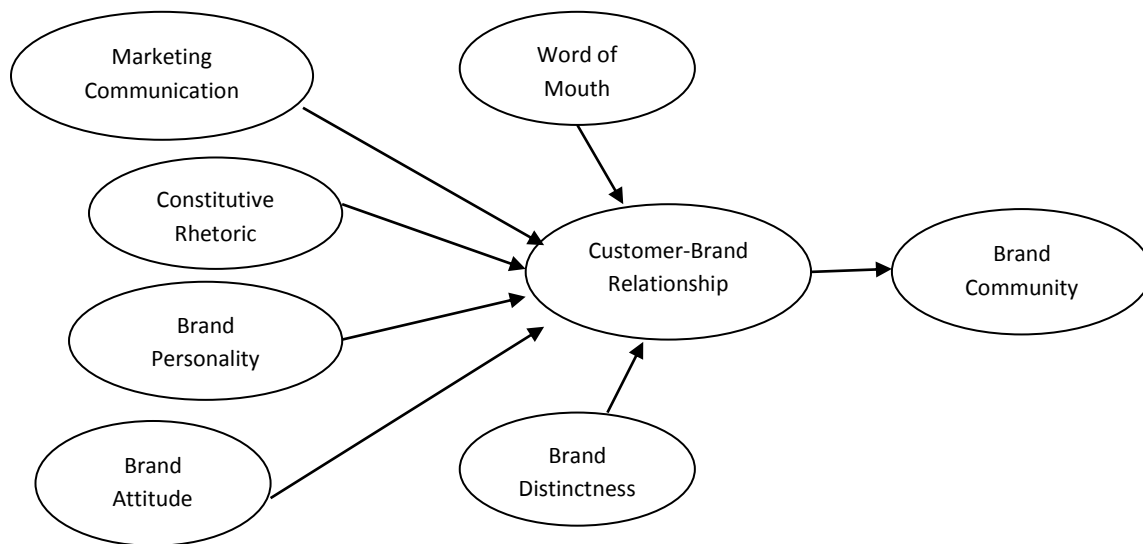 Marketing
Communication
Word of
Mouth
Constitutive
Rhetoric
Customer-Brand
Relationship
Brand
Community
Brand
Personality
Brand
Attitude
Brand
Distinctness